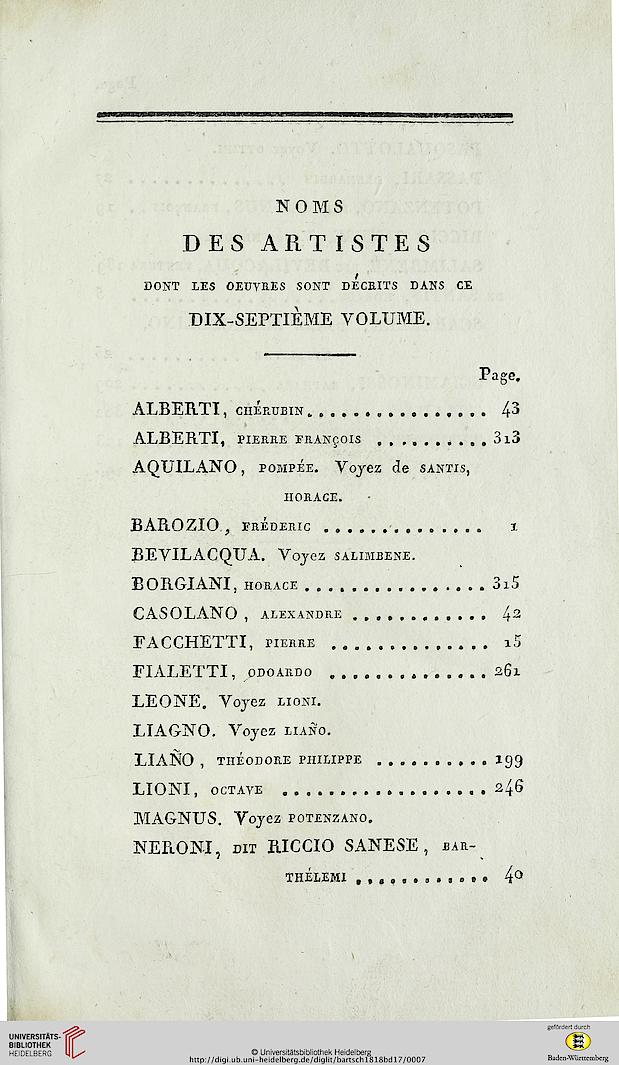 NOMS
DES ARTISTES
DONT LES OEUVRES SONT DÉCRITS DANS CE
DIX-SEPTIÈME VOLUME.
Page.
ALBERTI, CHÉRUBIN................ 43
ALBERTI, PIERRE FRANÇOIS .......... 313
AQUILANO, POMPÉE. Voyez de SANTIS,
HORACE.
BAROZIO, FRÉDERIC .............. 1
BEVILACQUA. Voyez SALIMBENE.
BORGIANI, HORACE ................ 315
CASOLANO, ALEXANDRE ............ 42
FACCHETTI, PIERRE .............. 15
FIALETTI, ODOARDO .............. 261
LEONE. Voyez LIONI.
LIAGNO. Voyez LIAÑO.
LIAÑO, THÉODORE PHILIPPE .......... 199
LIONI, OCTAVE .................. 246
MAGNUS. Voyez POTENZANO.
NERONI, DIT RICCIO SANESE, BAR-
THÉLEMI ............ 40
UNIVERSITÄTS-
BIBLIOTHEK
HEIDELBERG
© Universitätsbibliothek Heidelberg
http://digi.ub.uni-heidelberg.de/diglit/bartsch1818bd17/0007
gefördert durch
Baden-Württemberg